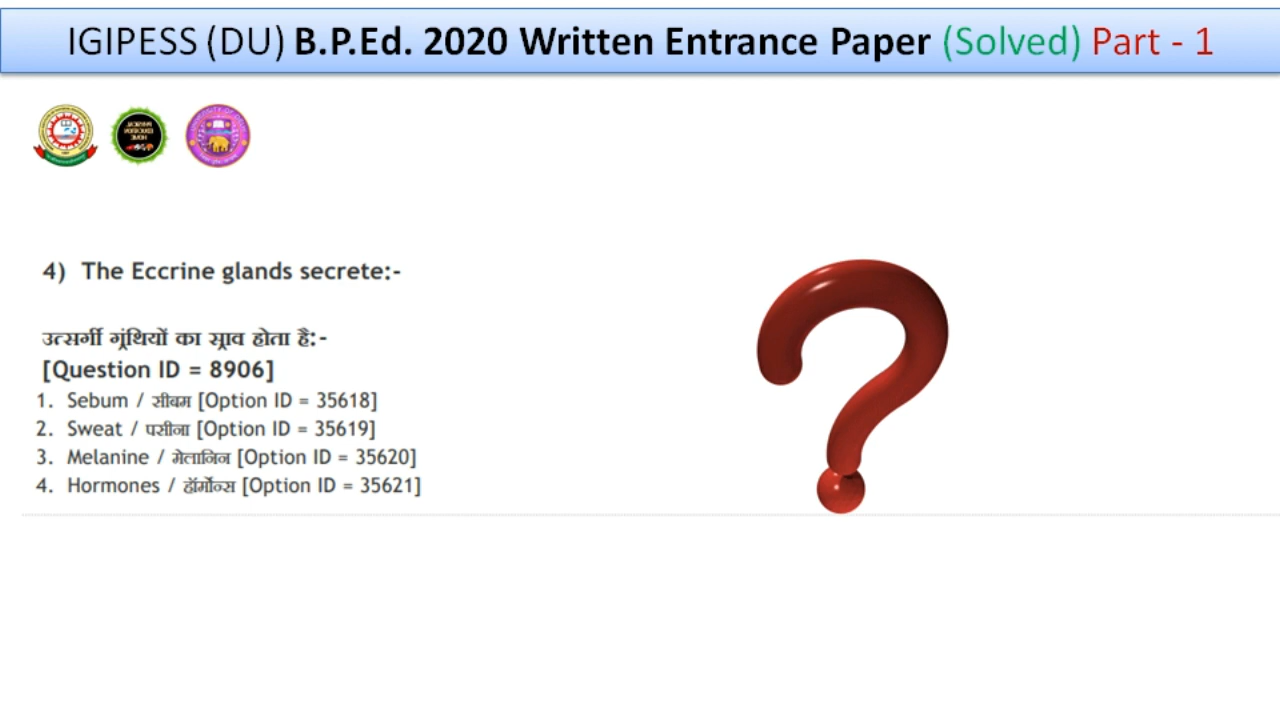 IGIPESS (DU) B.P.Ed. 2020 Written Entrance Paper (Solved) Part - 1
4) The Eccrine glands secrete:-
उत्सर्गी ग्रंथियों का स्राव होता है:-
[Question ID = 8906]
1. Sebum / सीबम [Option ID = 35618]
2. Sweat / पसीना [Option ID = 35619]
3. Melanine / मेलानिन [Option ID = 35620]
4. Hormones / हॉर्मोन्स [Option ID = 35621]